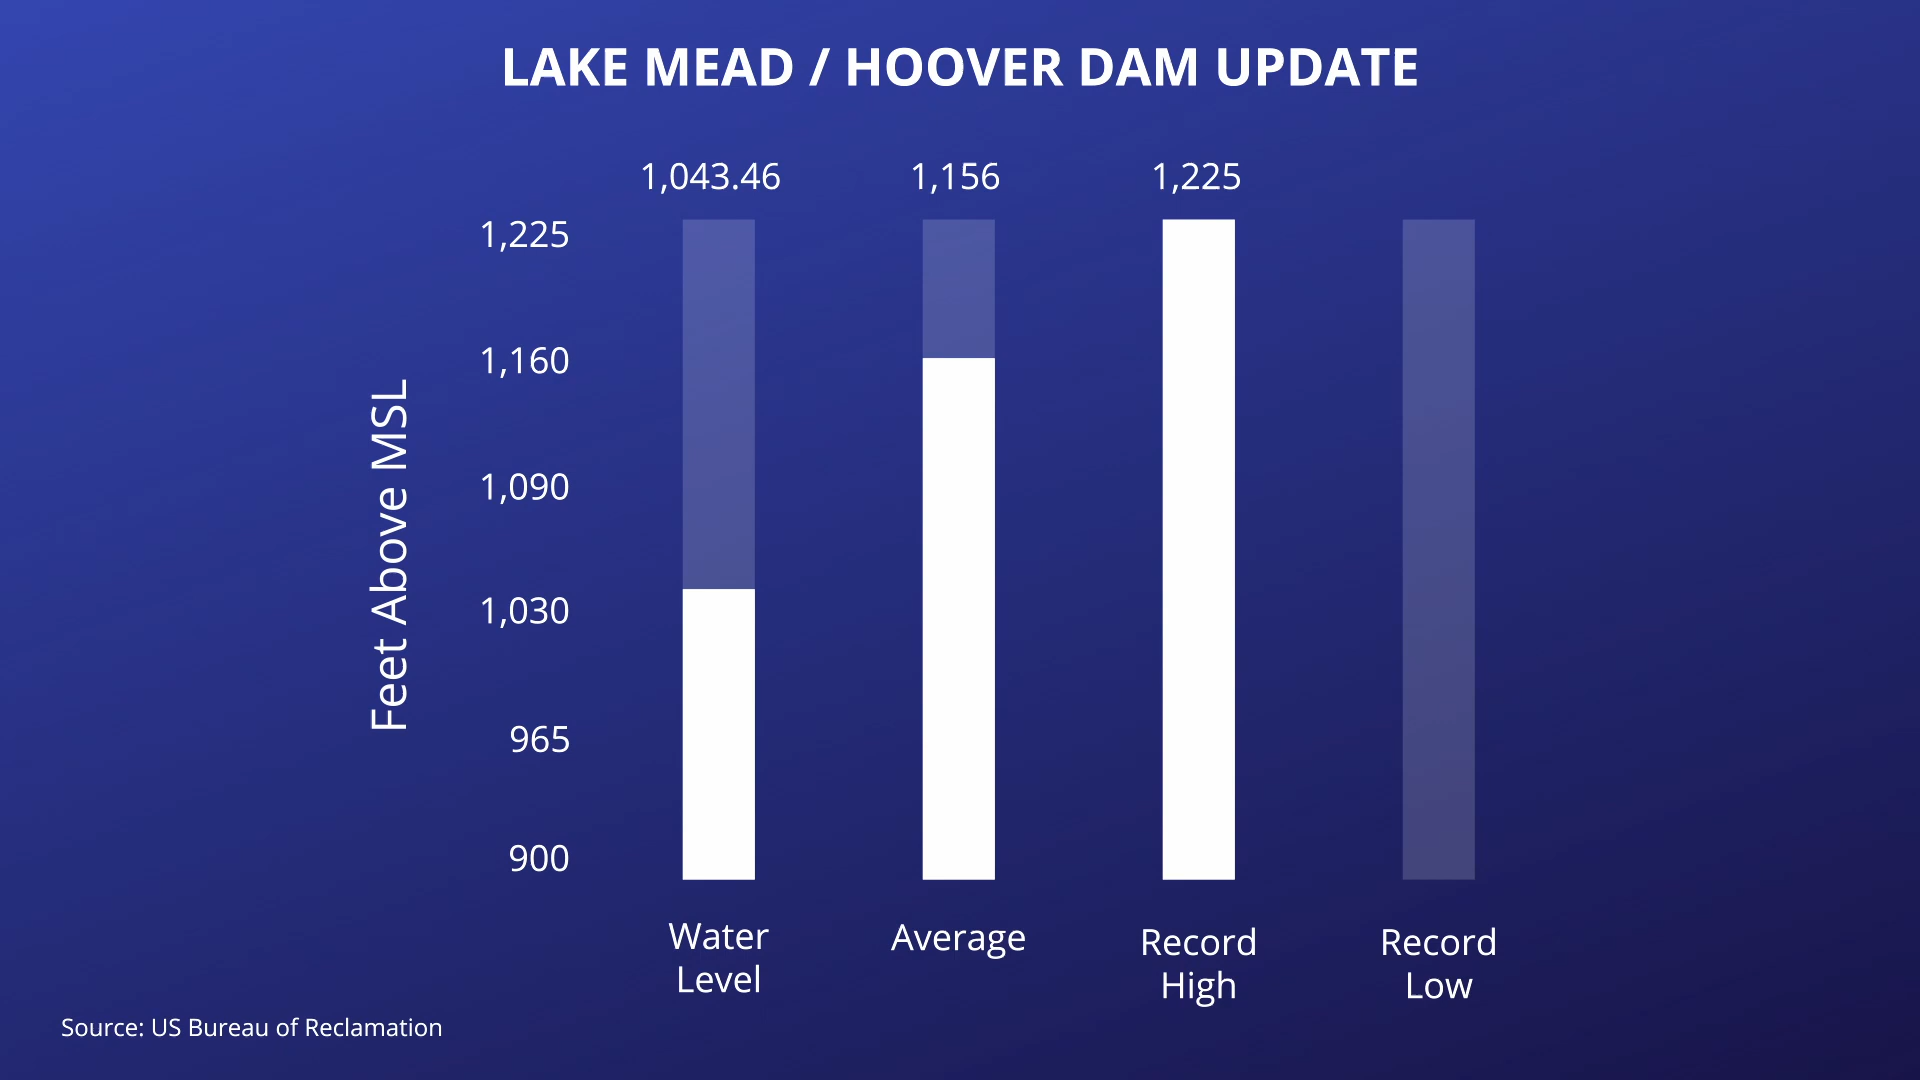 LAKE MEAD / HOOVER DAM UPDATE
1,043.46
1,156
1,225
1,225
1,160
1,090
1,030
965
900
Feet Above MSL
Water
Level
Average
Record
High
Record
Low
Source: US Bureau of Reclamation